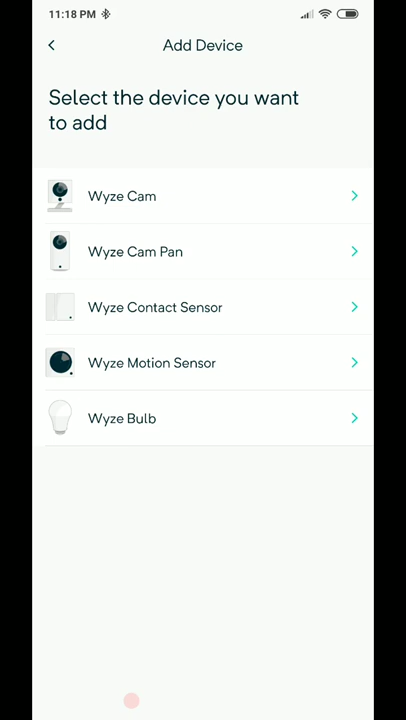 11:18 PM
Add Device
Select the device you want
to add
Wyze Cam
Wyze Cam Pan
Wyze Contact Sensor
Wyze Motion Sensor
Wyze Bulb